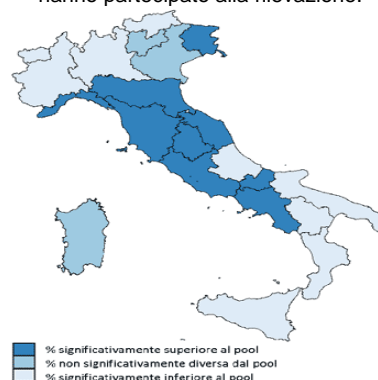 hanno partecipato alla rilevazione.
% significativamente superiore al pool
% non significativamente diversa dal pool
% significativamente inferiore al pool